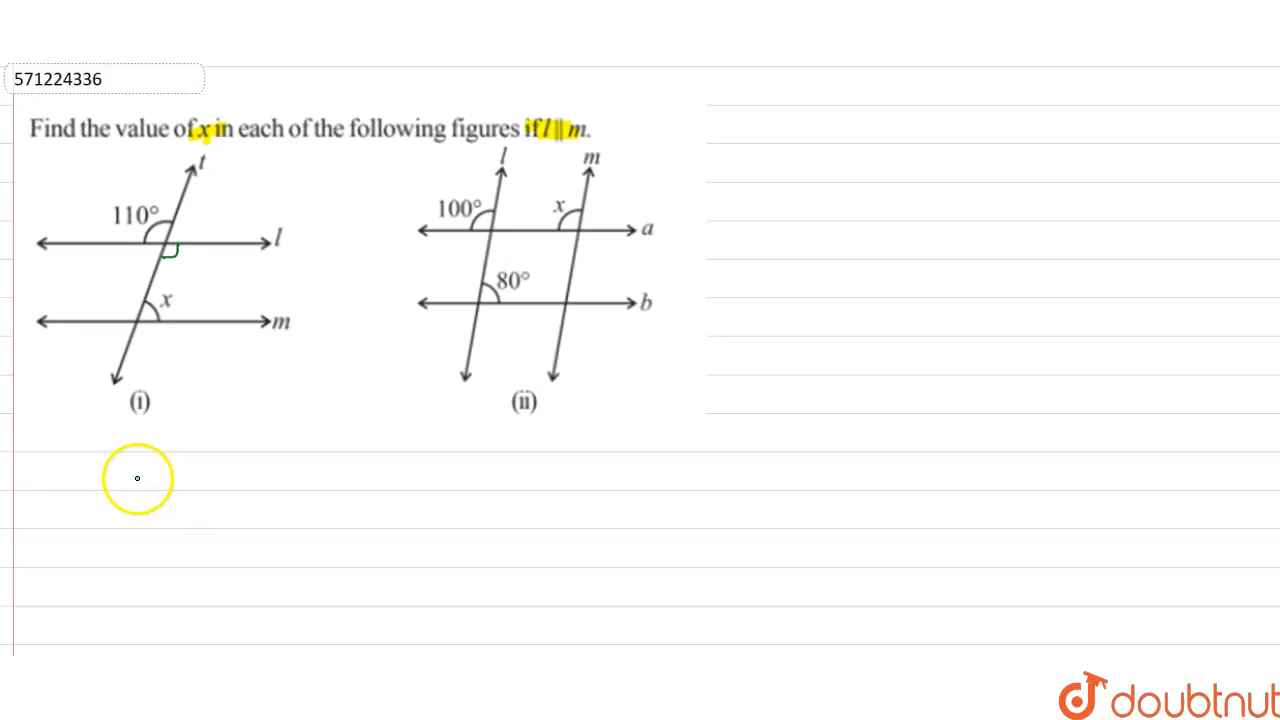 571224336
Find the value of x in each of the following figures if l || m.
t
110°
l
x
m
(i)
l
m
100°
x
a
80°
b
(ii)
doubtnut